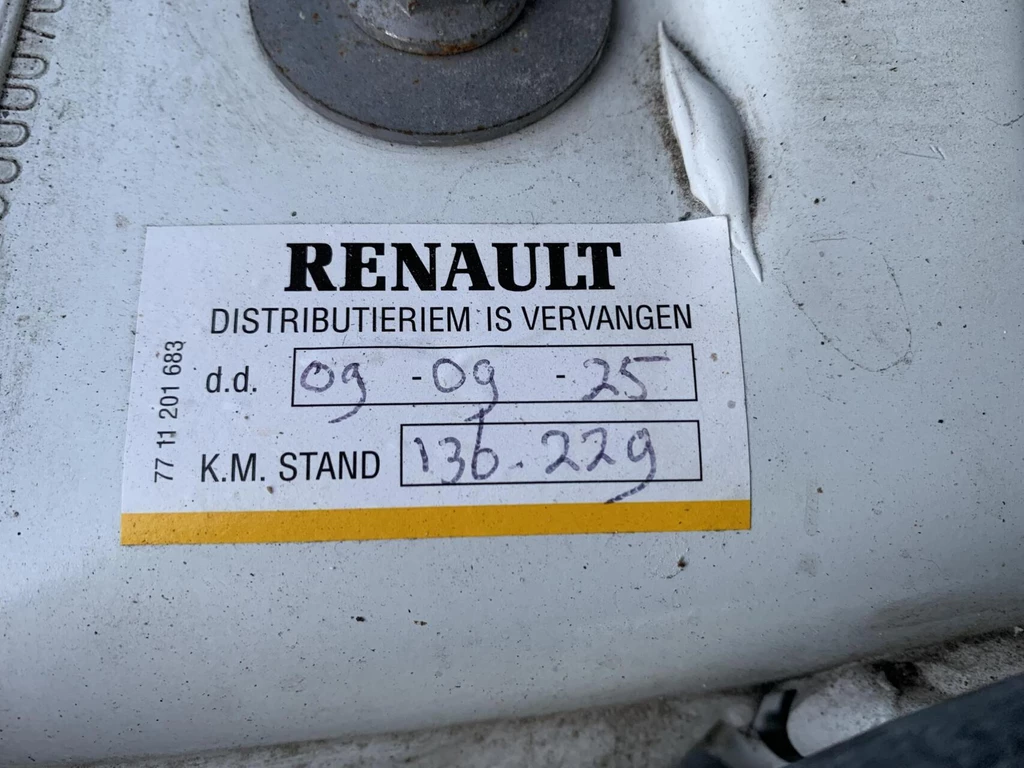 RENAULT
DISTRIBUTIERIEM IS VERVANGEN
d.d. 09-09-25
K.M. STAND 136.229
77 11 201 683